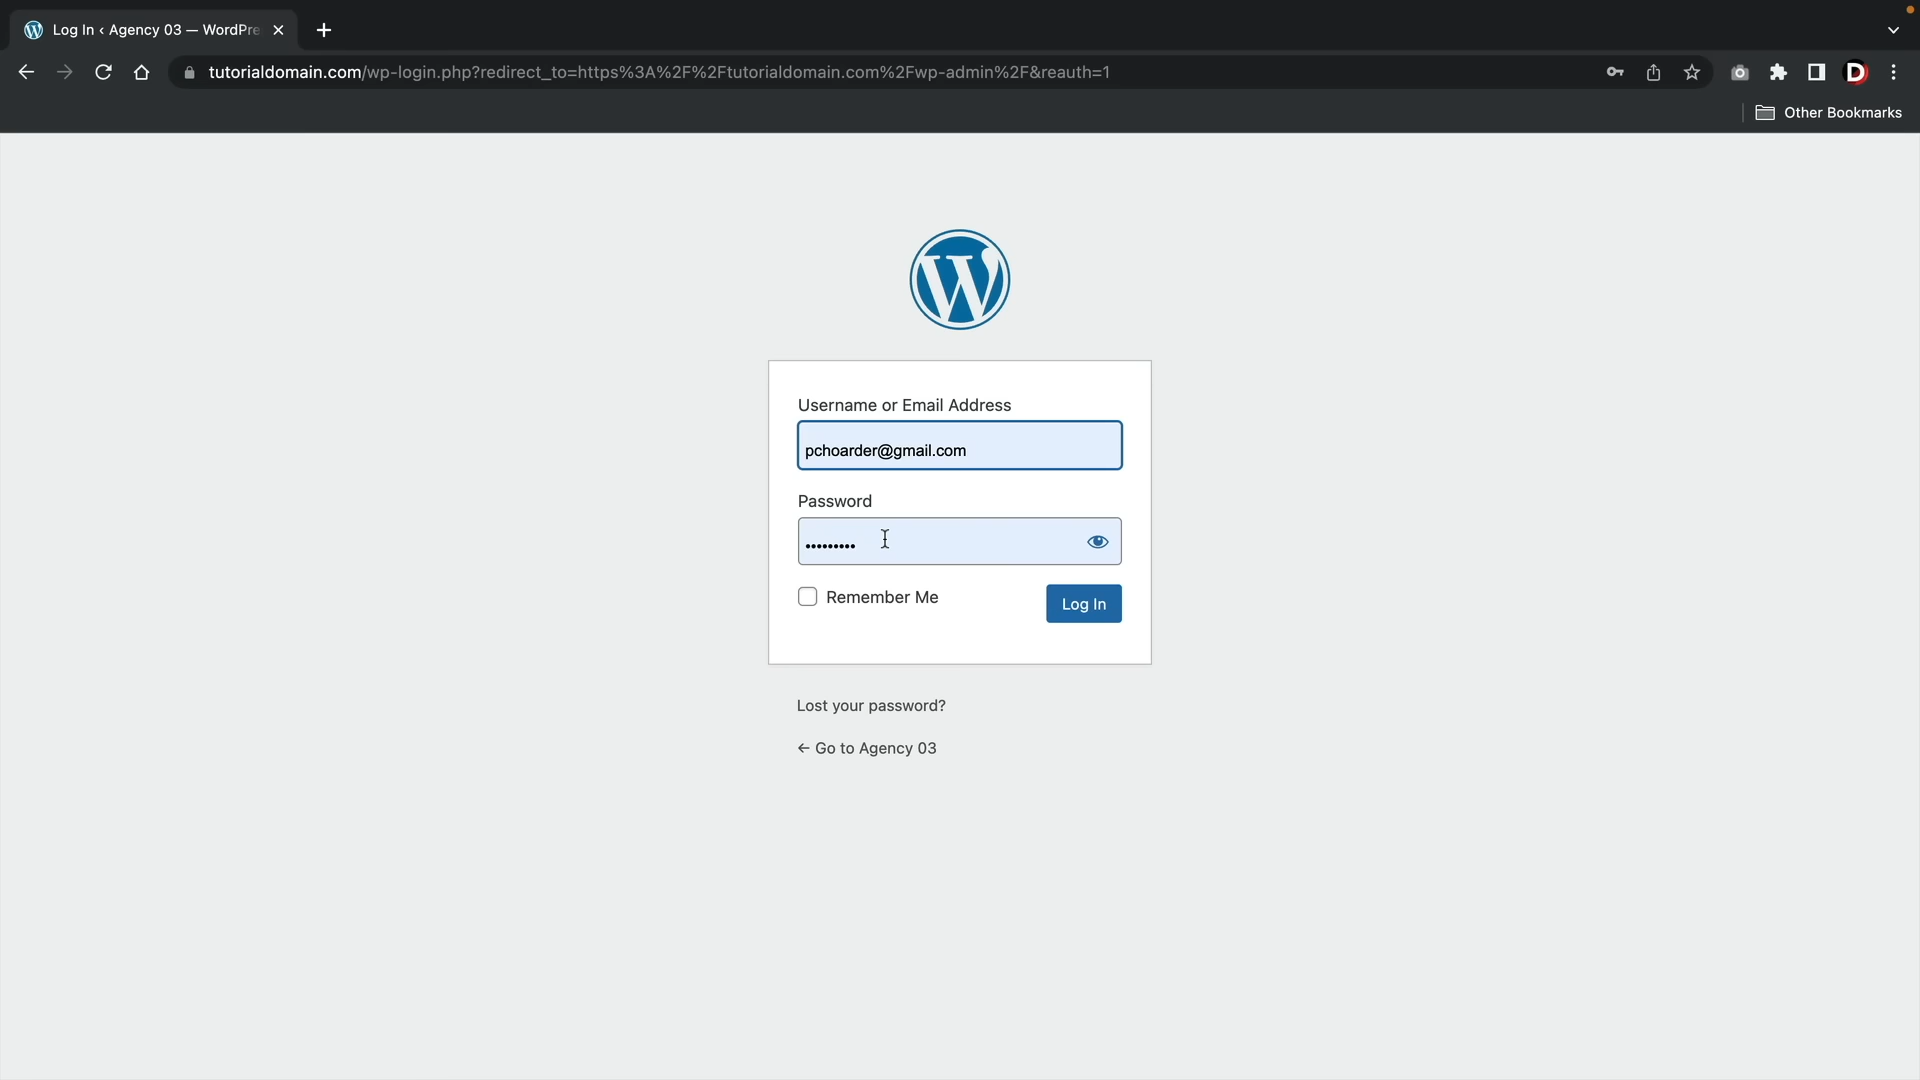 Log In ‹ Agency 03 — WordPre
tutorialdomain.com/wp-login.php?redirect_to=https%3A%2F%2Ftutorialdomain.com%2Fwp-admin%2F&reauth=1
D
Other Bookmarks
W
Username or Email Address
pchoarder@gmail.com
Password
•••••••••
Remember Me
Log In
Lost your password?
← Go to Agency 03